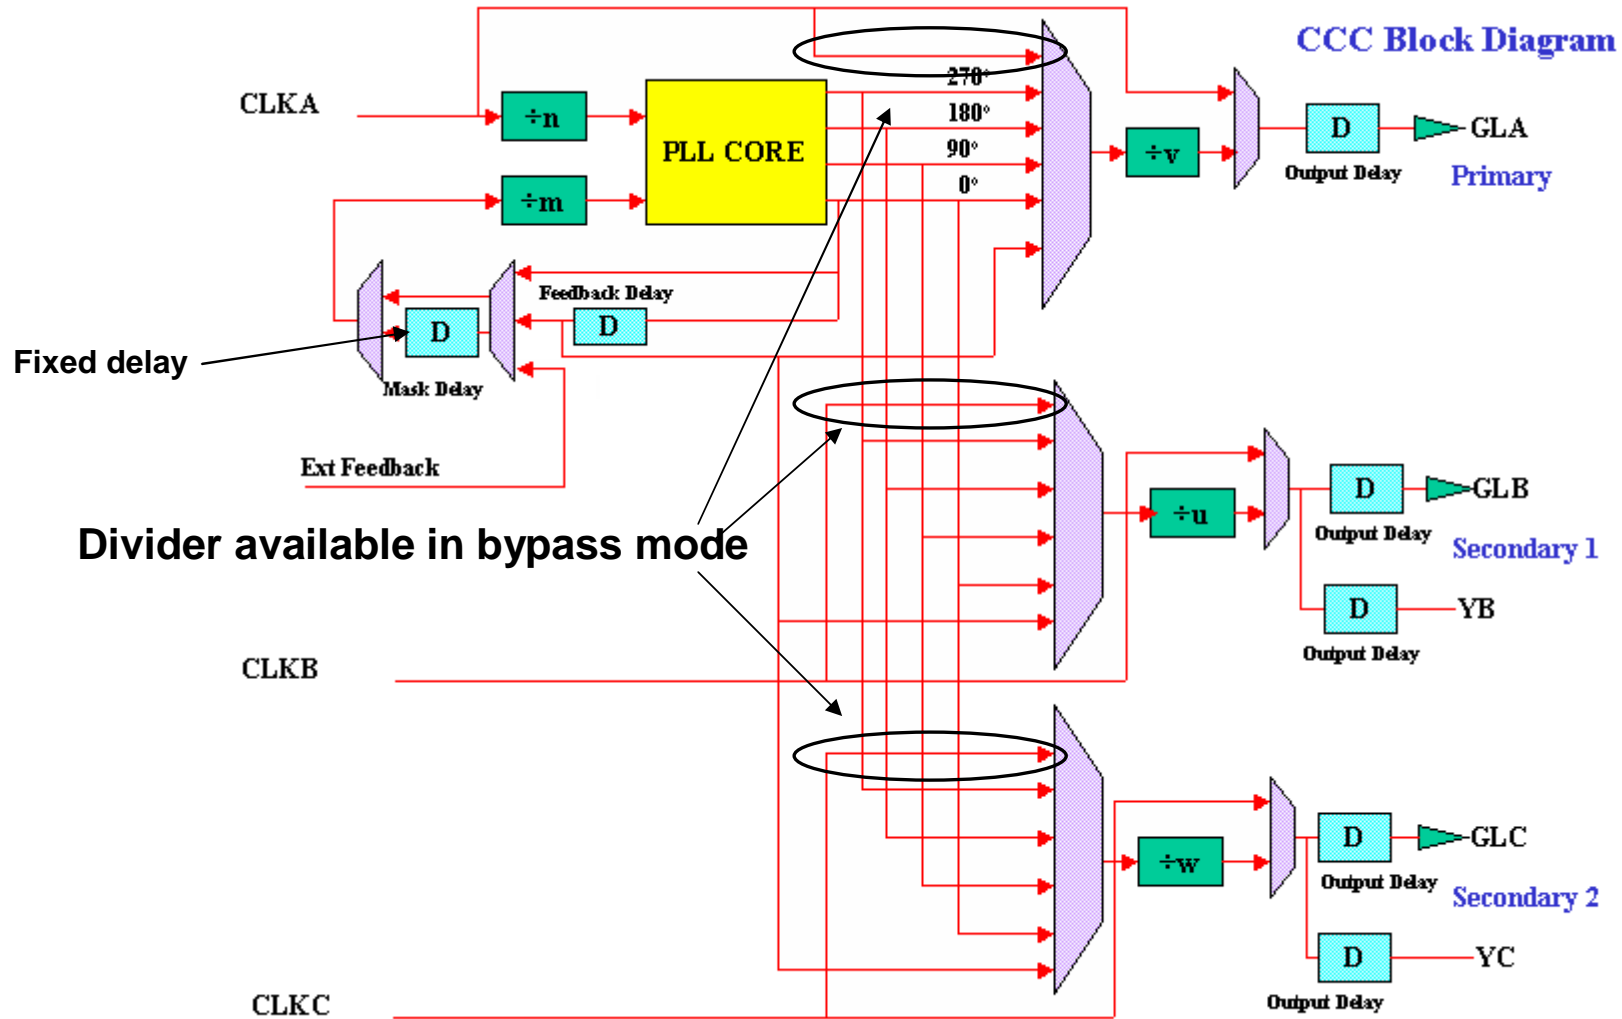 CCC Block Diagram
CLKA
÷n
PLL CORE
270°
180°
90°
0°
÷v
D
GLA
Output Delay
Primary
÷m
Feedback Delay
D
D
Fixed delay
Mask Delay
Ext Feedback
Divider available in bypass mode
÷u
D
GLB
Output Delay
Secondary 1
D
YB
Output Delay
CLKB
÷w
D
GLC
Output Delay
Secondary 2
D
YC
Output Delay
CLKC